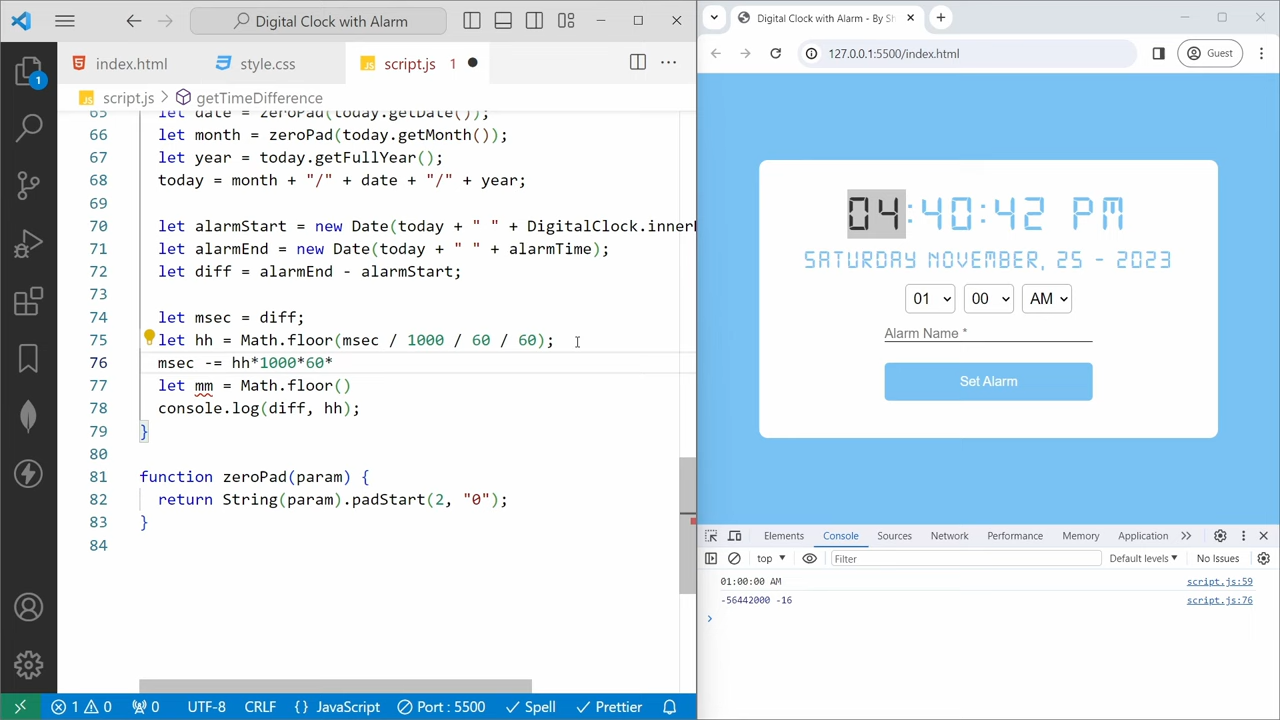 Digital Clock with Alarm
index.html
style.css
script.js 1
script.js > getTimeDifference
65 let date = zeroPad(today.getDate());
66 let month = zeroPad(today.getMonth());
67 let year = today.getFullYear();
68 today = month + "/" + date + "/" + year;
69
70 let alarmStart = new Date(today + " " + DigitalClock.inner
71 let alarmEnd = new Date(today + " " + alarmTime);
72 let diff = alarmEnd - alarmStart;
73
74 let msec = diff;
75 let hh = Math.floor(msec / 1000 / 60 / 60);
76 msec -= hh*1000*60*
77 let mm = Math.floor()
78 console.log(diff, hh);
79 }
80
81 function zeroPad(param) {
82 return String(param).padStart(2, "0");
83 }
84
1
1 0 0 UTF-8 CRLF {} JavaScript Port : 5500 Spell Prettier
Digital Clock with Alarm - By Sh
127.0.0.1:5500/index.html
Guest
04:40:42 PM
SATURDAY NOVEMBER, 25 - 2023
01 00 AM
Alarm Name *
Set Alarm
Elements Console Sources Network Performance Memory Application
top Filter Default levels No Issues
01:00:00 AM script.js:59
-56442000 -16 script.js:76